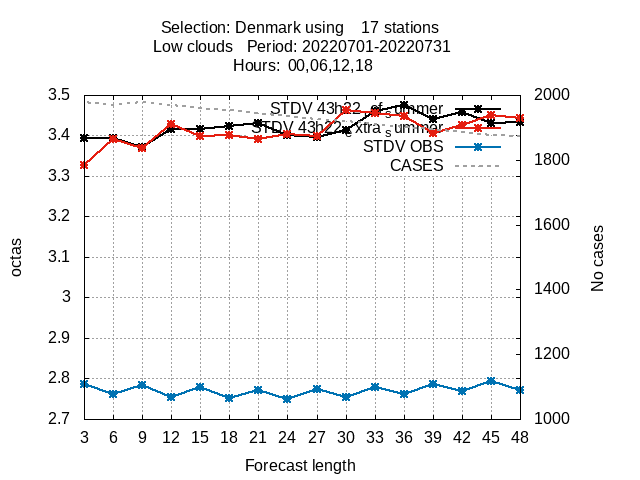 Selection: Denmark using 17 stations
Low clouds Period: 20220701-20220731
Hours: 00,06,12,18
3.5
3.4
3.3
3.2
3.1
3
2.9
2.8
2.7
octas
2000
1800
1600
1400
1200
1000
No cases
STDV OBS
CASES
3 6 9 12 15 18 21 24 27 30 33 36 39 42 45 48
Forecast length